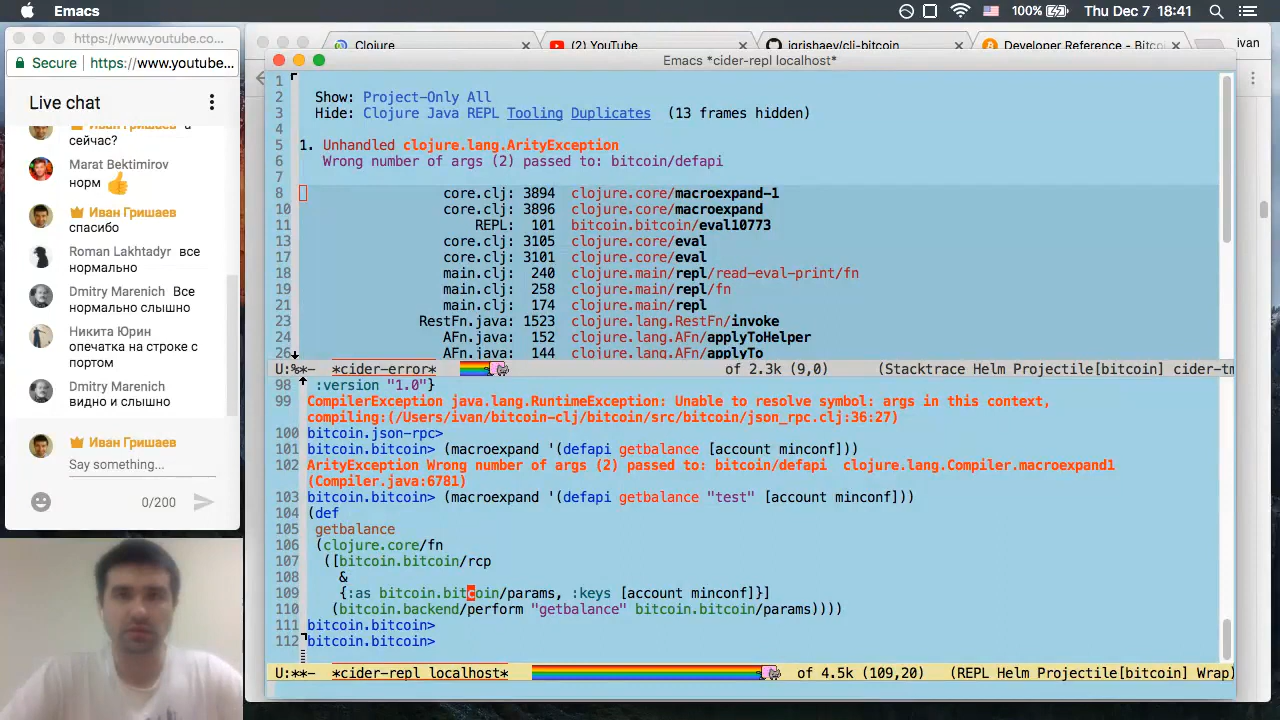 Emacs
100%
Thu Dec 7 18:41
https://www.youtube.co...
Secure
https://www.youtube...
Clojure
(2) YouTube
igrishaev/clj-bitcoin
Developer Reference - Bitco
ivan
Live chat
Иван Гришаев а
сейчас?
Marat Bektimirov
норм
Иван Гришаев
спасибо
Roman Lakhtadyr все
нормально
Dmitry Marenich Все
нормально слышно
Никита Юрин
опечатка на строке с
портом
Dmitry Marenich
видно и слышно
Иван Гришаев
Say something...
0/200
Emacs *cider-repl localhost*
1
2 Show: Project-Only All
3 Hide: Clojure Java REPL Tooling Duplicates (13 frames hidden)
4
5 1. Unhandled clojure.lang.ArityException
6 Wrong number of args (2) passed to: bitcoin/defapi
7
8 core.clj: 3894 clojure.core/macroexpand-1
10 core.clj: 3896 clojure.core/macroexpand
11 REPL: 101 bitcoin.bitcoin/eval10773
13 core.clj: 3105 clojure.core/eval
17 core.clj: 3101 clojure.core/eval
18 main.clj: 240 clojure.main/repl/read-eval-print/fn
19 main.clj: 258 clojure.main/repl/fn
21 main.clj: 174 clojure.main/repl
23 RestFn.java: 1523 clojure.lang.RestFn/invoke
24 AFn.java: 152 clojure.lang.AFn/applyToHelper
26 AFn.java: 144 clojure.lang.AFn/applyTo
U:%*- *cider-error* of 2.3k (9,0) (Stacktrace Helm Projectile[bitcoin] cider-tm
98 :version "1.0"}
99 CompilerException java.lang.RuntimeException: Unable to resolve symbol: args in this context,
compiling:(/Users/ivan/bitcoin-clj/bitcoin/src/bitcoin/json_rpc.clj:36:27)
100 bitcoin.json-rpc>
101 bitcoin.bitcoin> (macroexpand '(defapi getbalance [account minconf]))
102 ArityException Wrong number of args (2) passed to: bitcoin/defapi clojure.lang.Compiler.macroexpand1
(Compiler.java:6781)
103 bitcoin.bitcoin> (macroexpand '(defapi getbalance "test" [account minconf]))
104 (def
105 getbalance
106 (clojure.core/fn
107 ([bitcoin.bitcoin/rcp
108 &
109 {:as bitcoin.bitcoin/params, :keys [account minconf]}]
110 (bitcoin.backend/perform "getbalance" bitcoin.bitcoin/params))))
111 bitcoin.bitcoin>
112 bitcoin.bitcoin>
U:**- *cider-repl localhost* of 4.5k (109,20) (REPL Helm Projectile[bitcoin] Wrap)